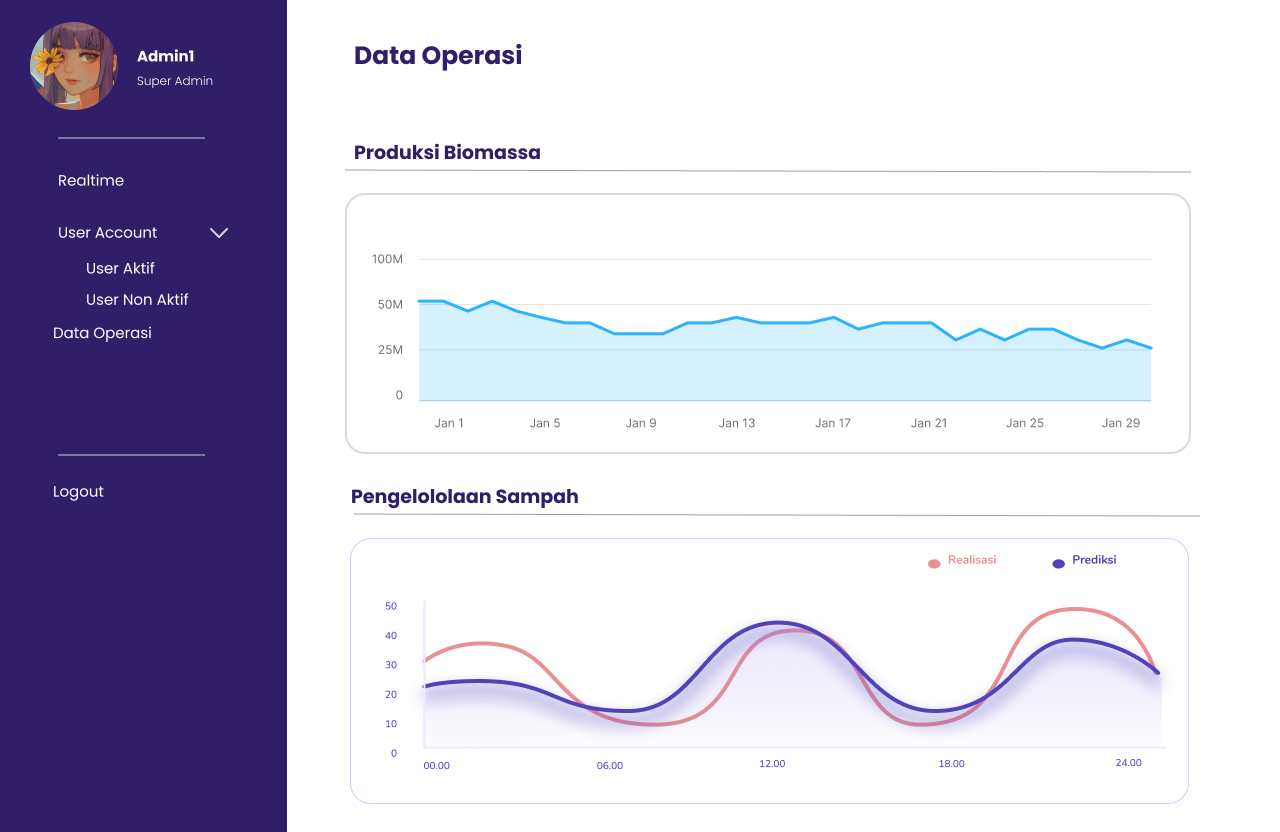 Admin1
Super Admin
Realtime
User Account
User Aktif
User Non Aktif
Data Operasi
Logout
Data Operasi
Produksi Biomassa
100M
50M
25M
0
Jan 1 Jan 5 Jan 9 Jan 13 Jan 17 Jan 21 Jan 25 Jan 29
Pengelololaan Sampah
Realisasi Prediksi
50
40
30
20
10
0
00.00 06.00 12.00 18.00 24.00